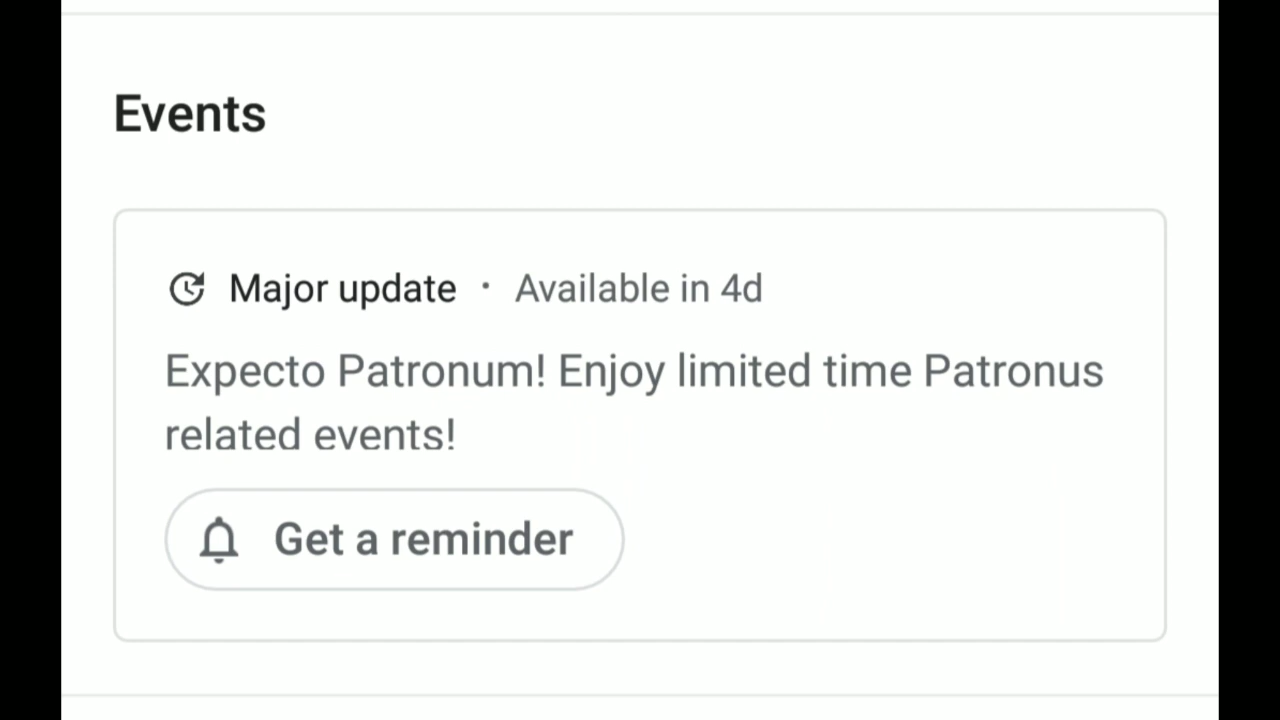 Events
Major update · Available in 4d
Expecto Patronum! Enjoy limited time Patronus
related events!
Get a reminder